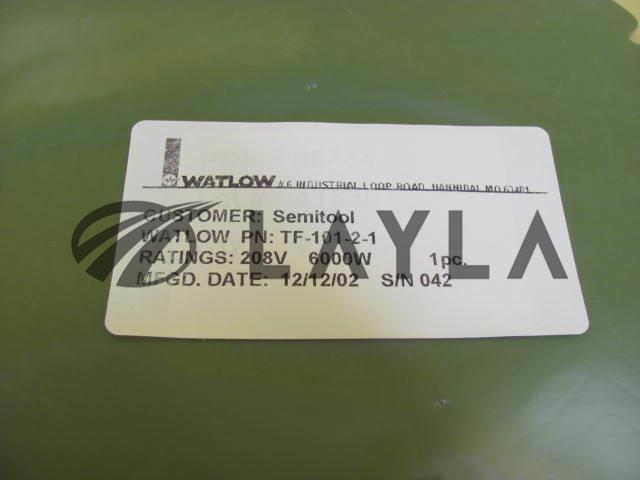 WATLOW #6 INDUSTRIAL LOOP ROAD, HANNIBAL MO 63401
CUSTOMER: Semitool
WATLOW PN: TF-101-2-1
RATINGS: 208V 6000W 1pc.
MFGD. DATE: 12/12/02 S/N 042
LAYLA